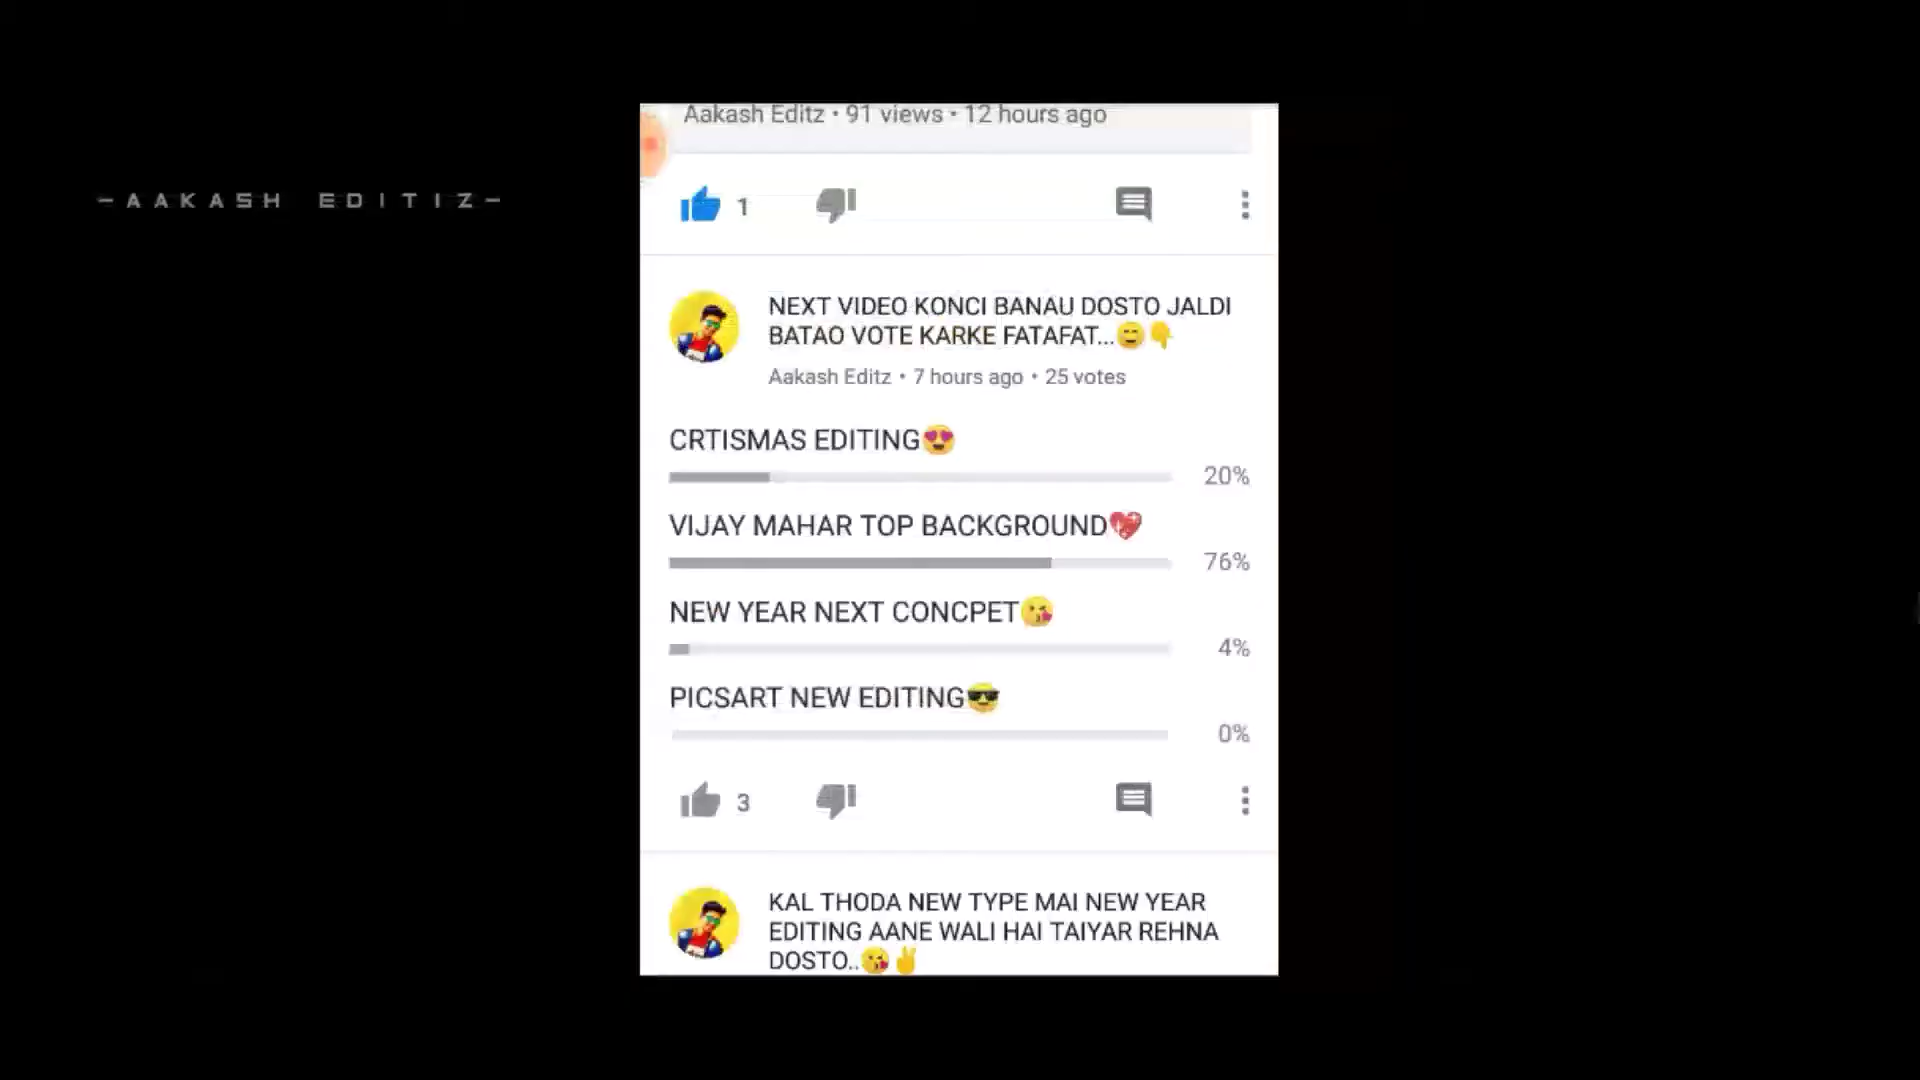 Aakash Editz • 91 views • 12 hours ago
-AAKASH EDITIZ-
1
NEXT VIDEO KONCI BANAU DOSTO JALDI
BATAO VOTE KARKE FATAFAT...😄👇
Aakash Editz • 7 hours ago • 25 votes
CRTISMAS EDITING😍
20%
VIJAY MAHAR TOP BACKGROUND💖
76%
NEW YEAR NEXT CONCPET😘
4%
PICSART NEW EDITING😎
0%
3
KAL THODA NEW TYPE MAI NEW YEAR
EDITING AANE WALI HAI TAIYAR REHNA
DOSTO..😘✌